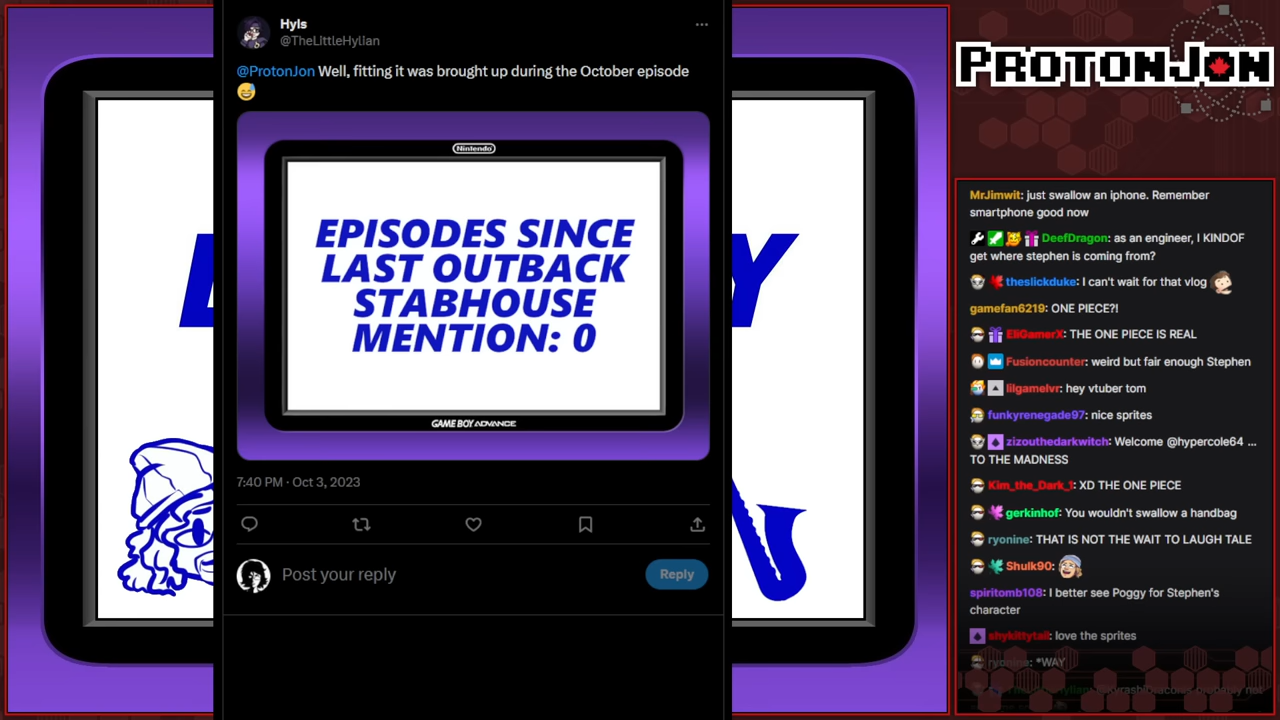 Hyls
@TheLittleHylian
@ProtonJon Well, fitting it was brought up during the October episode
😅
Nintendo
EPISODES SINCE
LAST OUTBACK
STABHOUSE
MENTION: 0
GAME BOY ADVANCE
7:40 PM · Oct 3, 2023
Post your reply
Reply
Y
PROTONJON
MrJimwit: just swallow an iphone. Remember
smartphone good now
DeefDragon: as an engineer, I KINDOF
get where stephen is coming from?
theslickduke: I can't wait for that vlog
gamefan6219: ONE PIECE?!
EliGamerX: THE ONE PIECE IS REAL
Fusioncounter: weird but fair enough Stephen
lilgamelvr: hey vtuber tom
funkyrenegade97: nice sprites
zizouthedarkwitch: Welcome @hypercole64 ...
TO THE MADNESS
Kim_the_Dark_1: XD THE ONE PIECE
gerkinhof: You wouldn't swallow a handbag
ryonine: THAT IS NOT THE WAIT TO LAUGH TALE
Shulk90:
spiritomb108: I better see Poggy for Stephen's
character
shykittytail: love the sprites
ryonine: *WAY
probably not